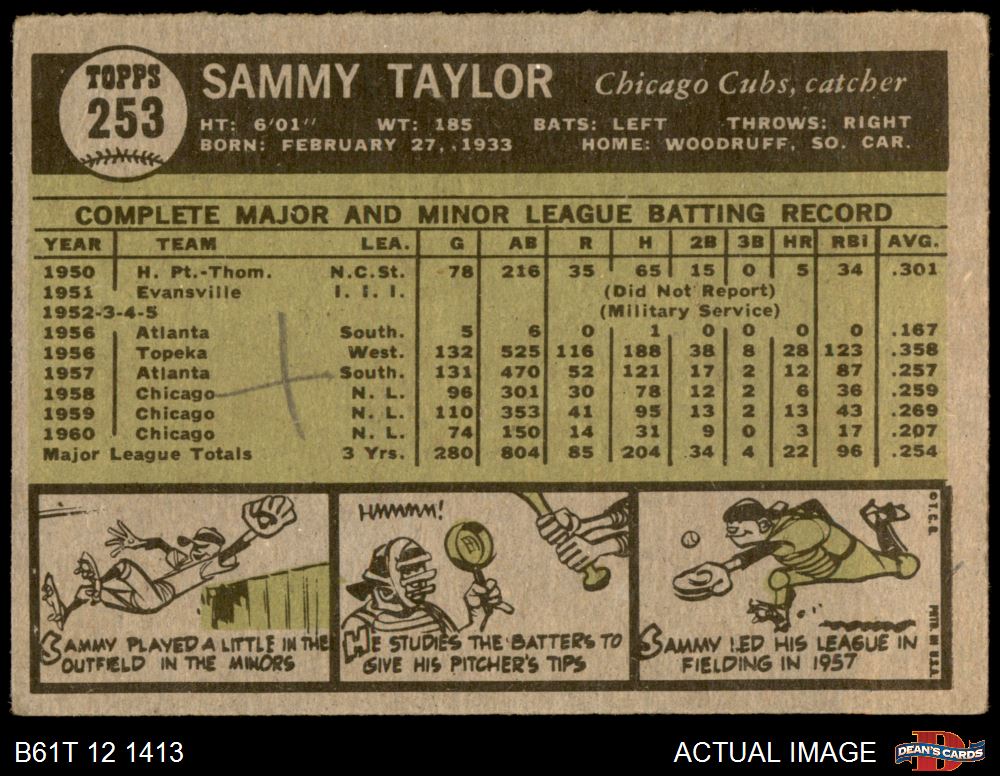 TOPPS
253
SAMMY TAYLOR Chicago Cubs, catcher
HT: 6'01" WT: 185 BATS: LEFT THROWS: RIGHT
BORN: FEBRUARY 27, 1933 HOME: WOODRUFF, SO. CAR.
COMPLETE MAJOR AND MINOR LEAGUE BATTING RECORD
YEAR TEAM LEA. G AB R H 2B 3B HR RBI AVG.
1950 H. Pt.-Thom. N.C.St. 78 216 35 65 15 0 5 34 .301
1951 Evansville I. I. I. (Did Not Report)
1952-3-4-5 (Military Service)
1956 Atlanta South. 5 6 0 1 0 0 0 0 .167
1956 Topeka West. 132 525 116 188 38 8 28 123 .358
1957 Atlanta South. 131 470 52 121 17 2 12 87 .257
1958 Chicago N. L. 96 301 30 78 12 2 6 36 .259
1959 Chicago N. L. 110 353 41 95 13 2 13 43 .269
1960 Chicago N. L. 74 150 14 31 9 0 3 17 .207
Major League Totals 3 Yrs. 280 804 85 204 34 4 22 96 .254
SAMMY PLAYED A LITTLE IN THE
OUTFIELD IN THE MINORS
HMMMM!
HE STUDIES THE BATTERS TO
GIVE HIS PITCHER'S TIPS
SAMMY LED HIS LEAGUE IN
FIELDING IN 1957
© T.C.G.
PRTD. IN U.S.A.
B61T 12 1413 ACTUAL IMAGE DEAN'S CARDS